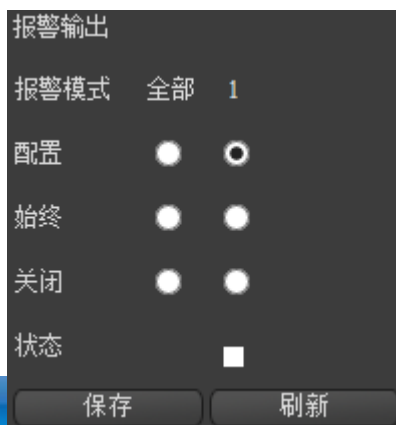 报警输出
报警模式 全部 1
配置
始终
关闭
状态
保存 刷新